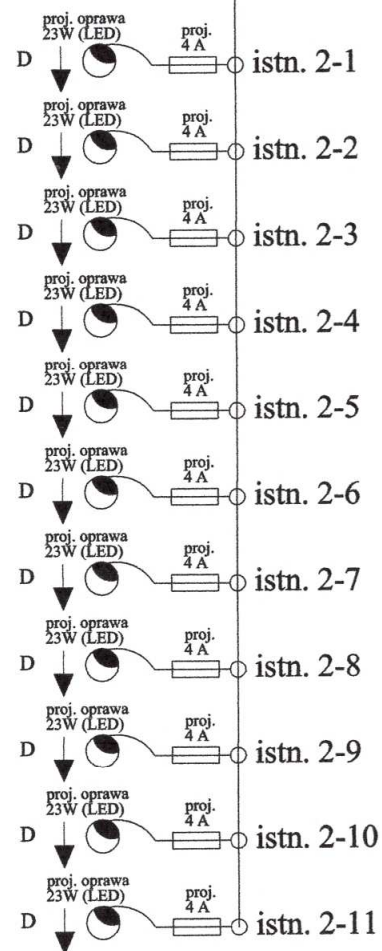 proj. oprawa
23W (LED)
proj.
4 A
D
istn. 2-1
proj. oprawa
23W (LED)
proj.
4 A
D
istn. 2-2
proj. oprawa
23W (LED)
proj.
4 A
D
istn. 2-3
proj. oprawa
23W (LED)
proj.
4 A
D
istn. 2-4
proj. oprawa
23W (LED)
proj.
4 A
D
istn. 2-5
proj. oprawa
23W (LED)
proj.
4 A
D
istn. 2-6
proj. oprawa
23W (LED)
proj.
4 A
D
istn. 2-7
proj. oprawa
23W (LED)
proj.
4 A
D
istn. 2-8
proj. oprawa
23W (LED)
proj.
4 A
D
istn. 2-9
proj. oprawa
23W (LED)
proj.
4 A
D
istn. 2-10
proj. oprawa
23W (LED)
proj.
4 A
D
istn. 2-11